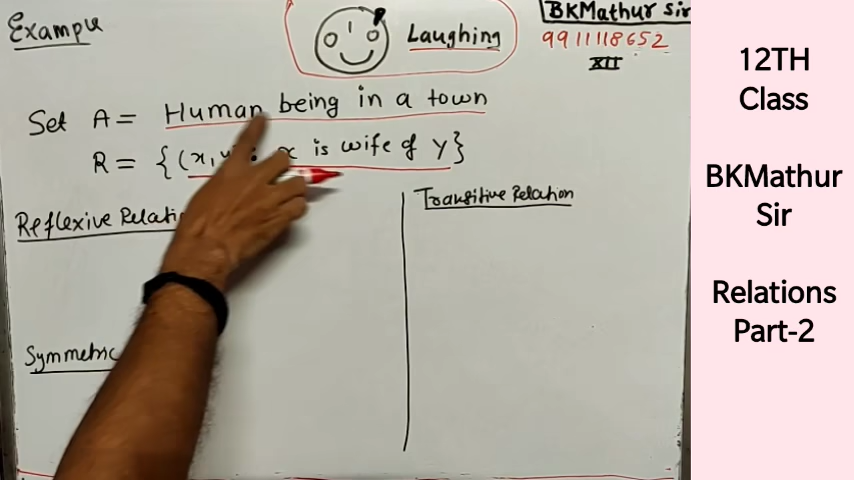 Example
BKMathur Sir
Laughing
9911118652
XII
Set A = Human being in a town
R = {(x, y): x is wife of y}
Reflexive Relation
Transitive Relation
Symmetric
12TH
Class
BKMathur
Sir
Relations
Part-2